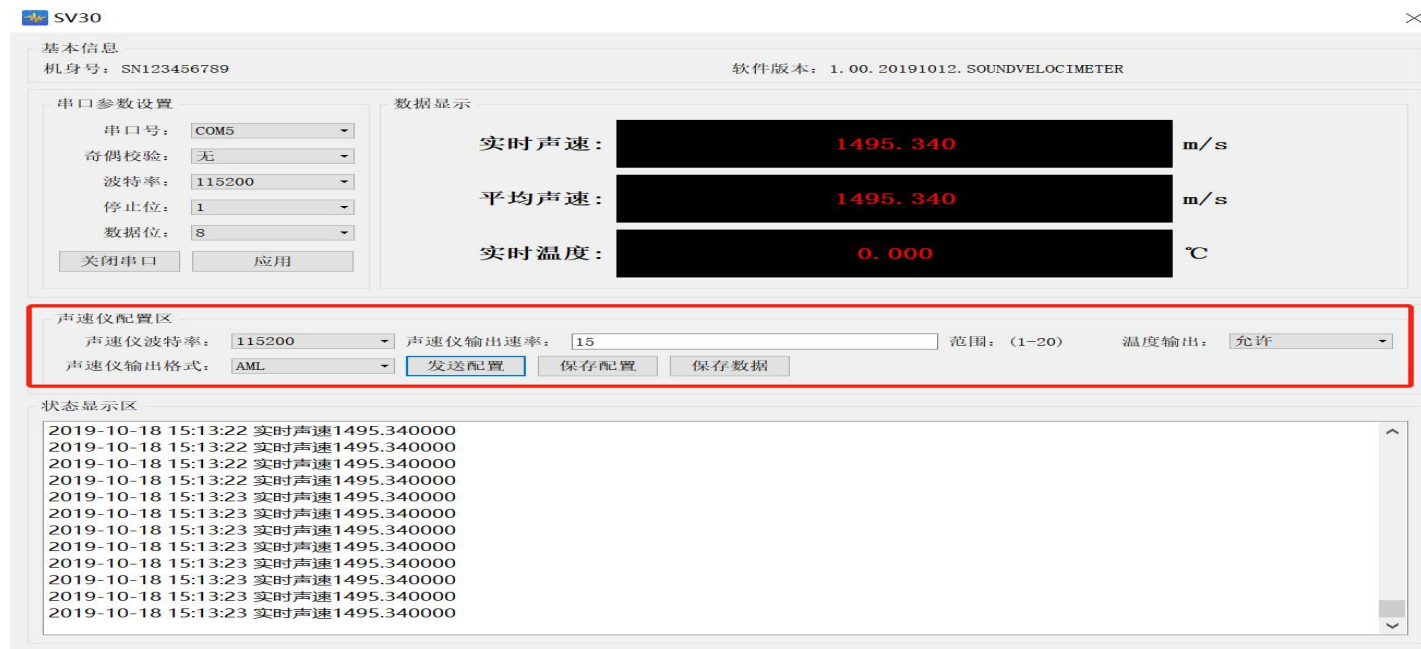 SV30
基本信息
机身号: SN123456789 软件版本: 1.00.20191012.SOUNDVELOCIMETER
串口参数设置
串口号: COM5
奇偶校验: 无
波特率: 115200
停止位: 1
数据位: 8
关闭串口 应用
数据显示
实时声速: 1495.340 m/s
平均声速: 1495.340 m/s
实时温度: 0.000 ℃
声速仪配置区
声速仪波特率: 115200 声速仪输出速率: 15 范围: (1-20) 温度输出: 允许
声速仪输出格式: AML 发送配置 保存配置 保存数据
状态显示区
2019-10-18 15:13:22 实时声速1495.340000
2019-10-18 15:13:22 实时声速1495.340000
2019-10-18 15:13:22 实时声速1495.340000
2019-10-18 15:13:22 实时声速1495.340000
2019-10-18 15:13:23 实时声速1495.340000
2019-10-18 15:13:23 实时声速1495.340000
2019-10-18 15:13:23 实时声速1495.340000
2019-10-18 15:13:23 实时声速1495.340000
2019-10-18 15:13:23 实时声速1495.340000
2019-10-18 15:13:23 实时声速1495.340000
2019-10-18 15:13:23 实时声速1495.340000
2019-10-18 15:13:23 实时声速1495.340000